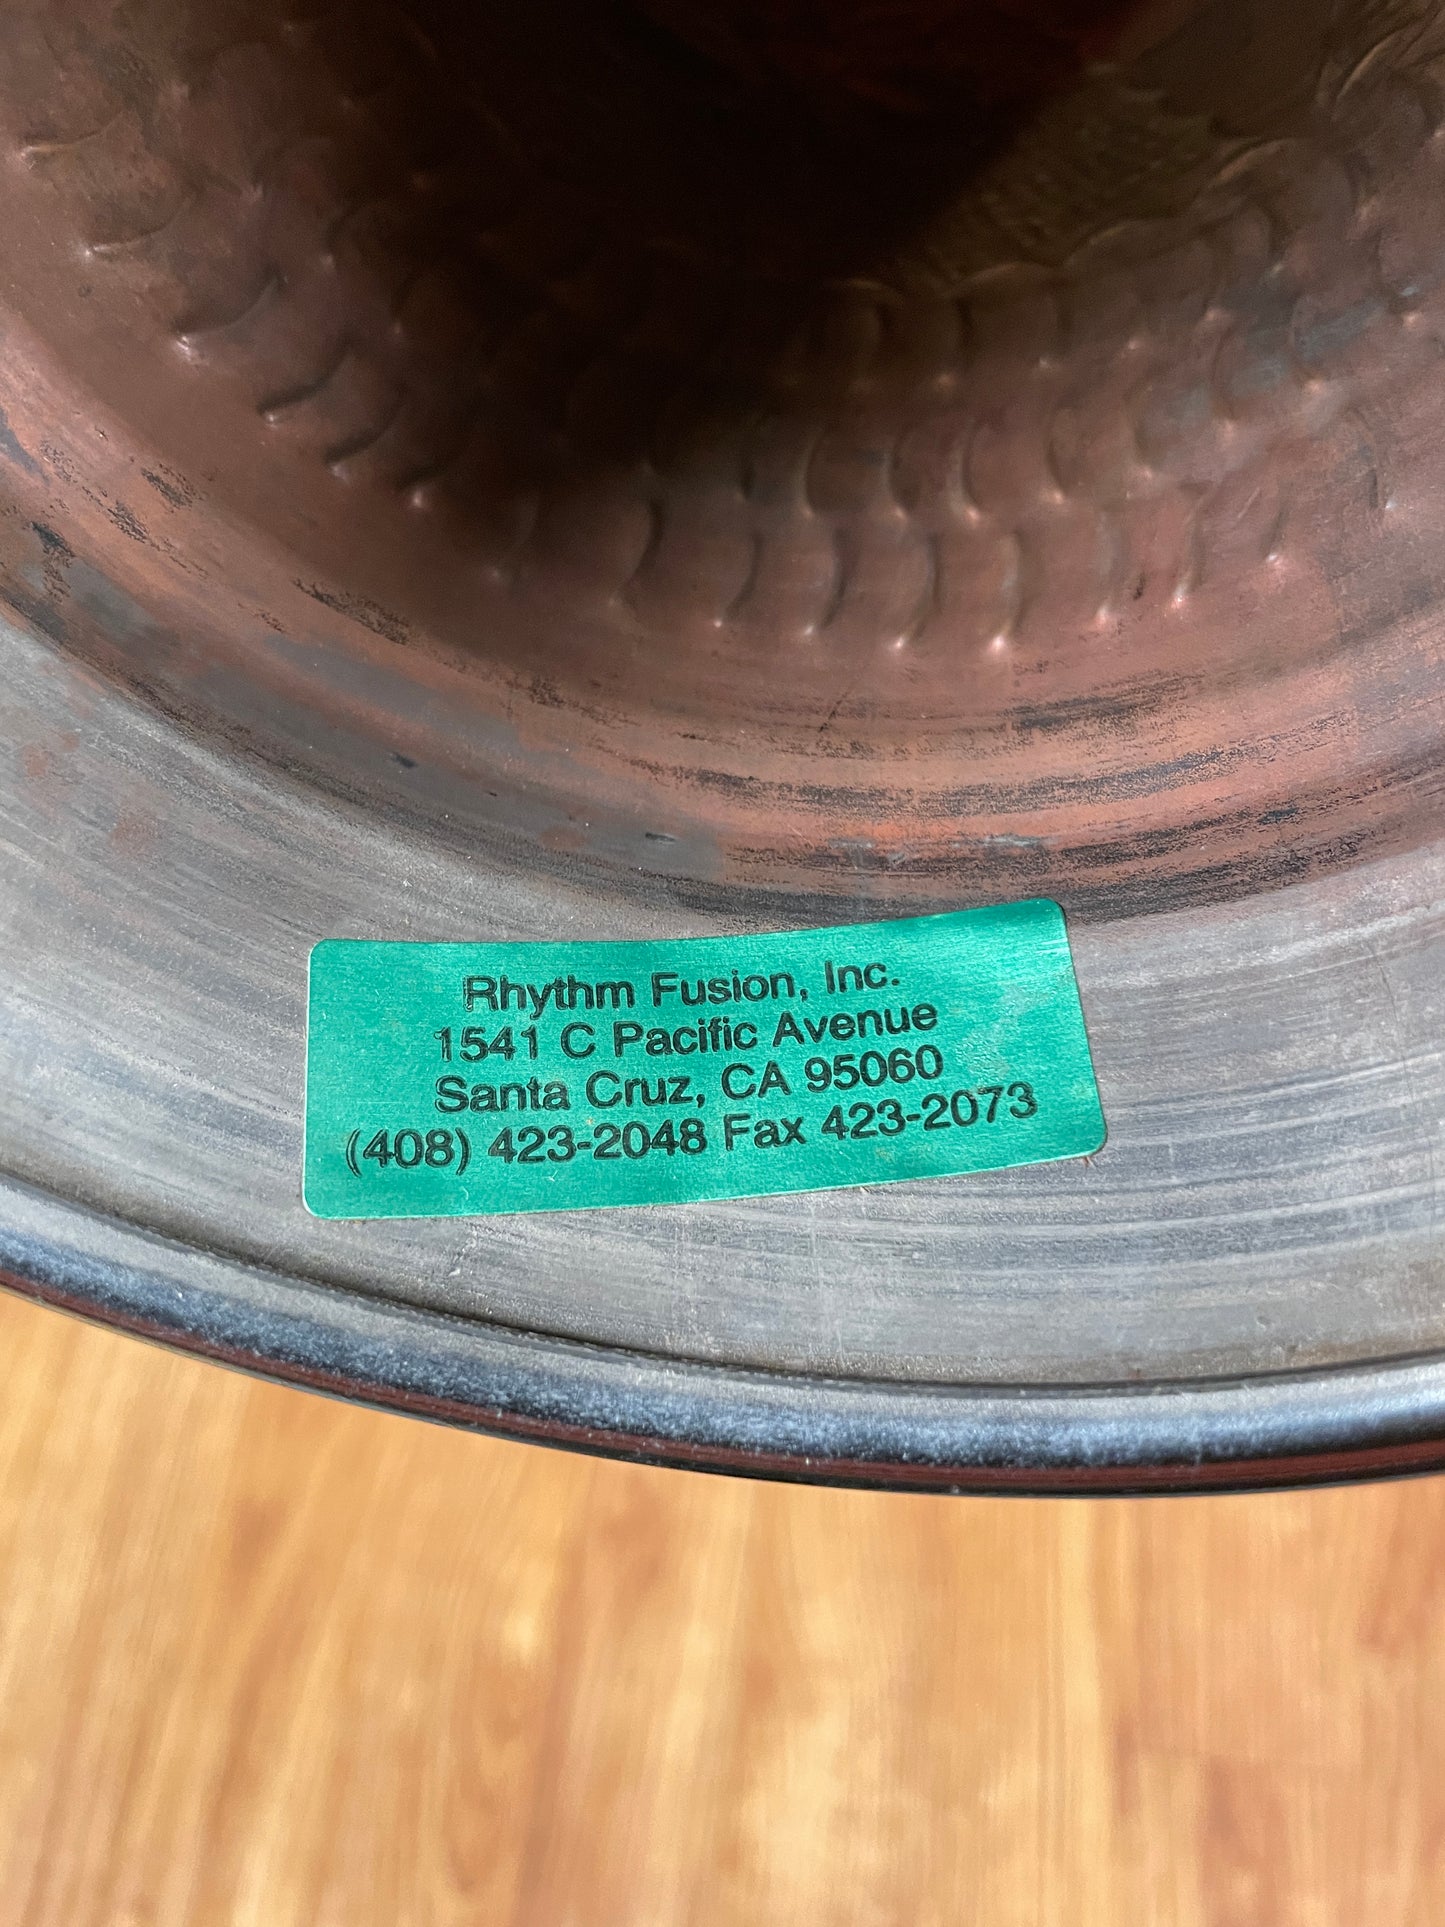 Rhythm Fusion, Inc.
1541 C Pacific Avenue
Santa Cruz, CA 95060
(408) 423-2048 Fax 423-2073